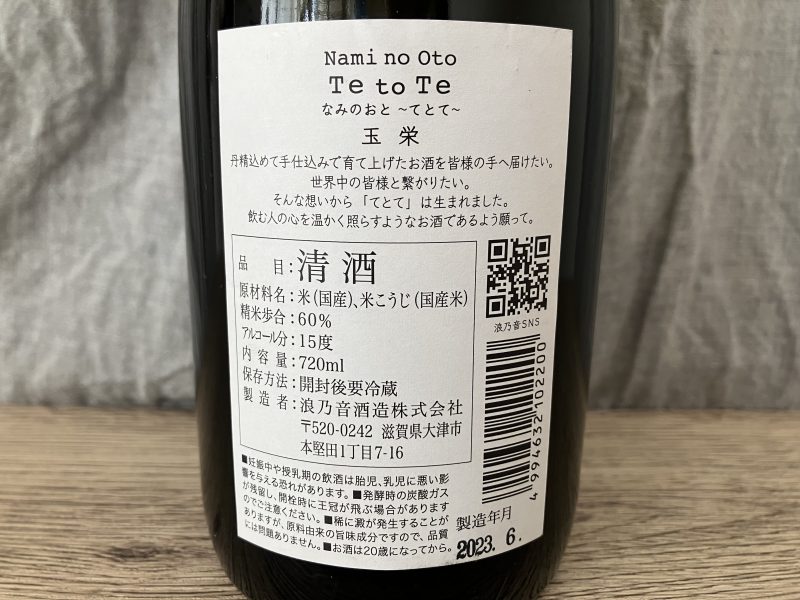 Nami no Oto
Te to Te
なみのおと ~てとて~
玉 栄
丹精込めて手仕込みで育て上げたお酒を皆様の手へ届けたい。
世界中の皆様と繋がりたい。
そんな想いから「てとて」は生まれました。
飲む人の心を温かく照らすようなお酒であるよう願って。
品 目:清酒
原材料名:米(国産)、米こうじ(国産米)
精米歩合:60%
アルコール分:15度
内 容 量:720ml
保存方法:開封後要冷蔵
製 造 者:浪乃音酒造株式会社
〒520-0242 滋賀県大津市
本堅田1丁目7-16
浪乃音SNS
4 994632 102200
■妊娠中や授乳期の飲酒は胎児、乳児に悪い影
響を与える恐れがあります。■発酵時の炭酸ガス
が残留し、開栓時に王冠が飛ぶ場合があります
のでご注意ください。■稀に澱が発生することが
ありますが、原料由来の旨味成分ですので、品質
には問題ありません。■お酒は20歳になってから。
製造年月
2023. 6.